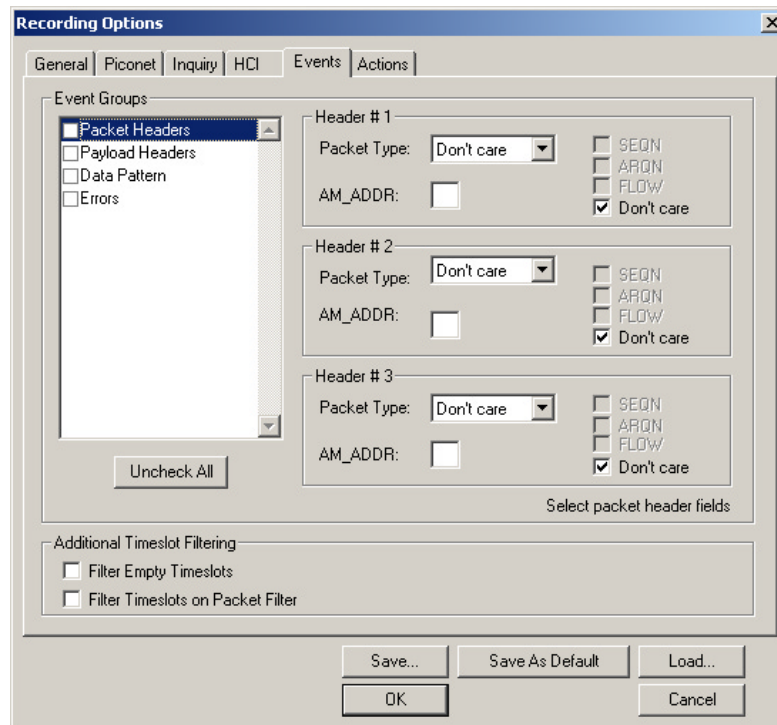 Recording Options
General Piconet Inquiry HCI Events Actions
Event Groups
Packet Headers
Payload Headers
Data Pattern
Errors
Uncheck All
Header # 1
Packet Type: Don't care
AM_ADDR:
SEQN
ARQN
FLOW
Don't care
Header # 2
Packet Type: Don't care
AM_ADDR:
SEQN
ARQN
FLOW
Don't care
Header # 3
Packet Type: Don't care
AM_ADDR:
SEQN
ARQN
FLOW
Don't care
Select packet header fields
Additional Timeslot Filtering
Filter Empty Timeslots
Filter Timeslots on Packet Filter
Save... Save As Default Load...
OK Cancel